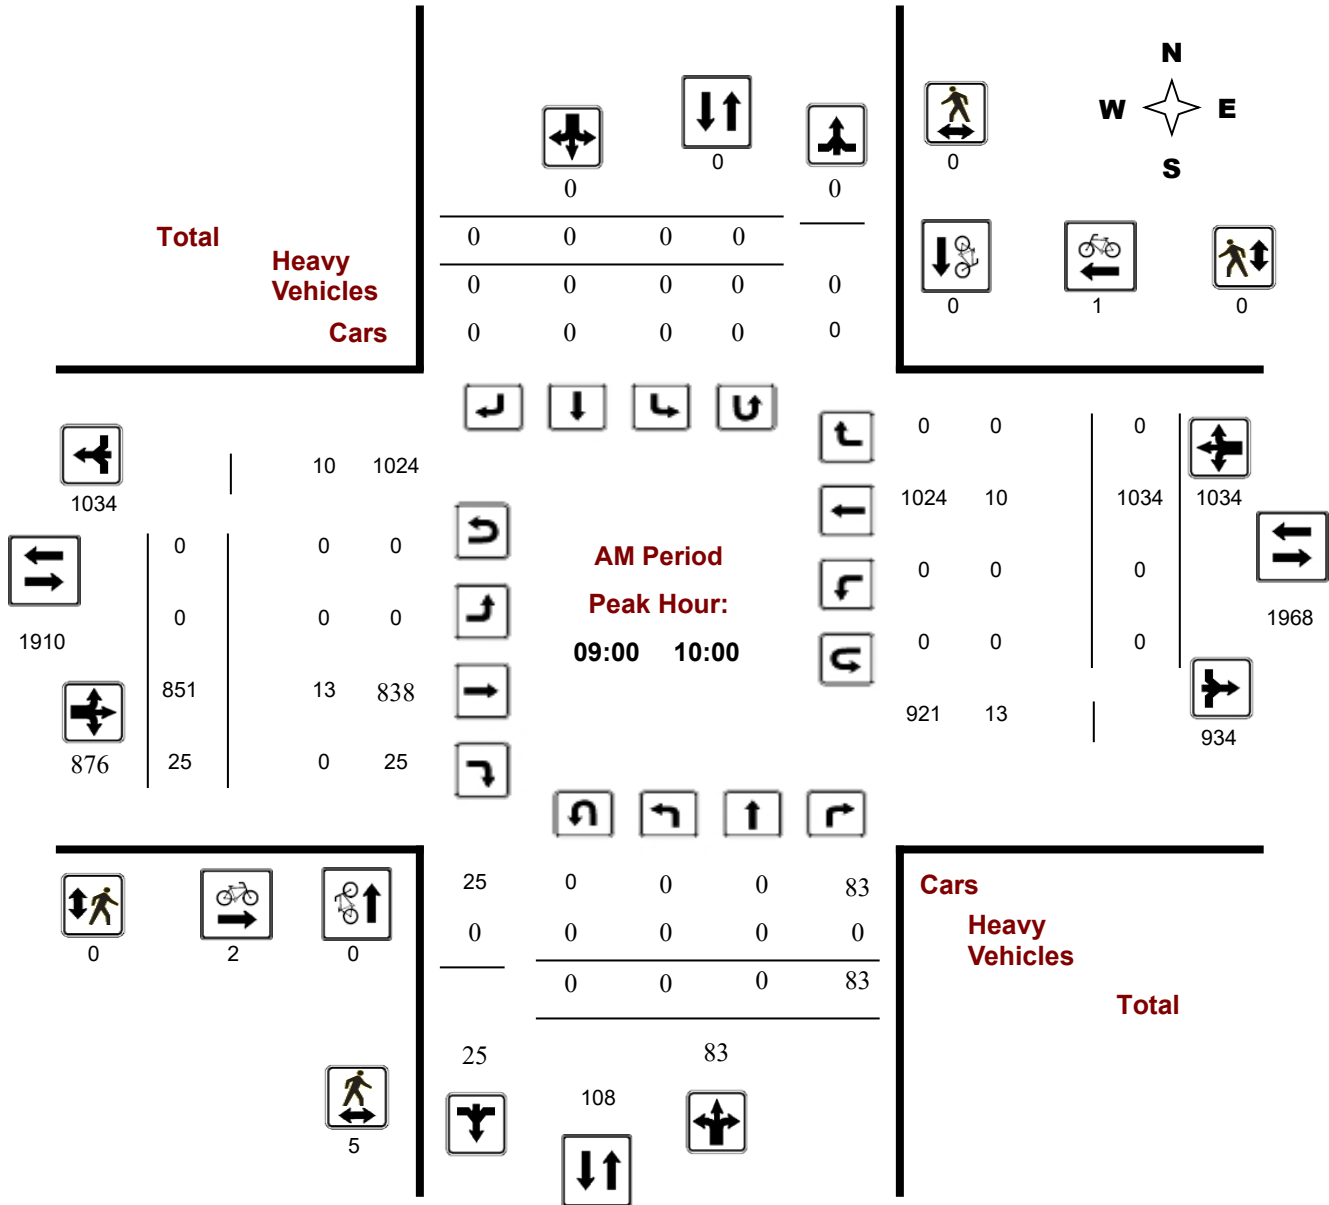 N
W E
S
0
0 0
0
0 0 0 0
Total
Heavy
Vehicles
0 0 0 0 0
Cars
0 0 0 0 0
0 1 0
0 0 0
10 1024
1034
1024 10 1034 1034
0 0 0
AM Period
0 0 0
0 0 0
Peak Hour:
1910
1968
09:00 10:00
0 0 0
851 13 838
921 13
934
876 25 0 25
25 0 0 0 83
Cars
0 0 0 0 0
Heavy
Vehicles
0 2 0
0 0 0 83
Total
25 83
108
5